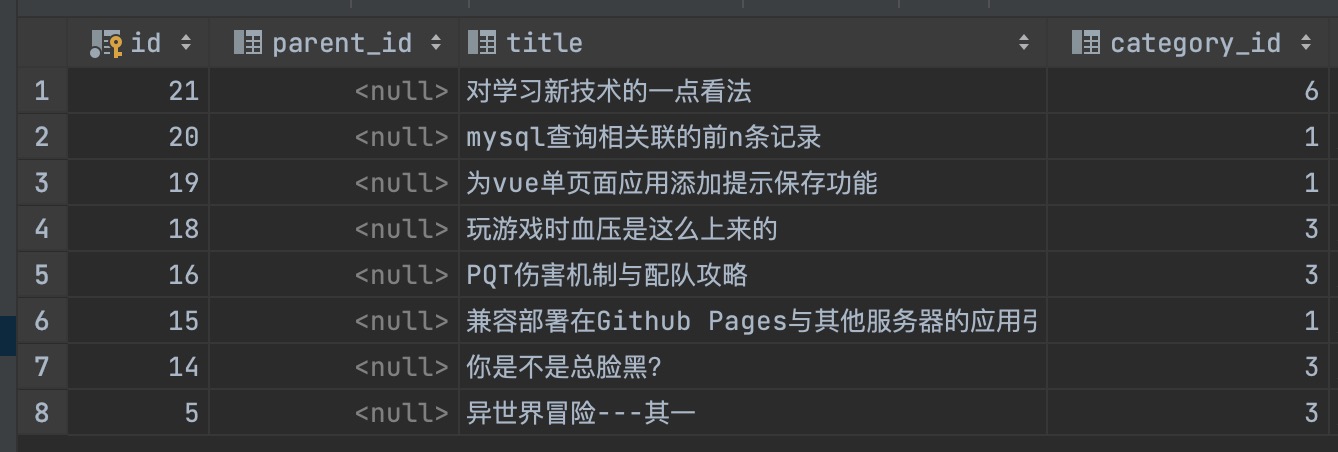 id parent_id title category_id
1 21 <null> 对学习新技术的一点看法 6
2 20 <null> mysql查询相关联的前n条记录 1
3 19 <null> 为vue单页面应用添加提示保存功能 1
4 18 <null> 玩游戏时血压是这么上来的 3
5 16 <null> PQT伤害机制与配队攻略 3
6 15 <null> 兼容部署在Github Pages与其他服务器的应用引 1
7 14 <null> 你是不是总脸黑? 3
8 5 <null> 异世界冒险---其一 3